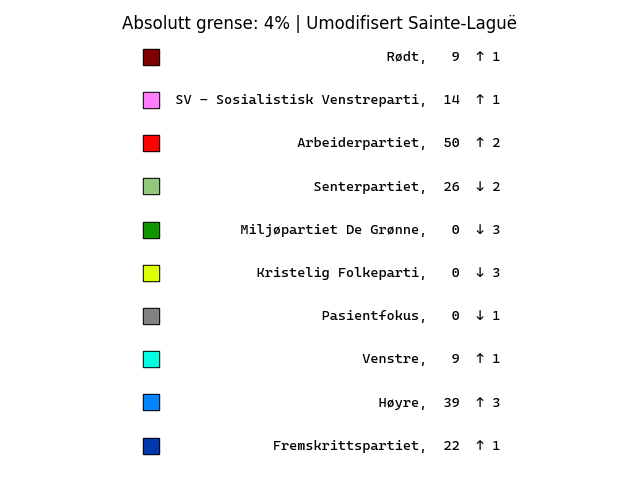 Absolutt grense: 4% | Umodifisert Sainte-Laguë
Rødt, 9 ↑ 1
SV – Sosialistisk Venstreparti, 14 ↑ 1
Arbeiderpartiet, 50 ↑ 2
Senterpartiet, 26 ↓ 2
Miljøpartiet De Grønne, 0 ↓ 3
Kristelig Folkeparti, 0 ↓ 3
Pasientfokus, 0 ↓ 1
Venstre, 9 ↑ 1
Høyre, 39 ↑ 3
Fremskrittspartiet, 22 ↑ 1